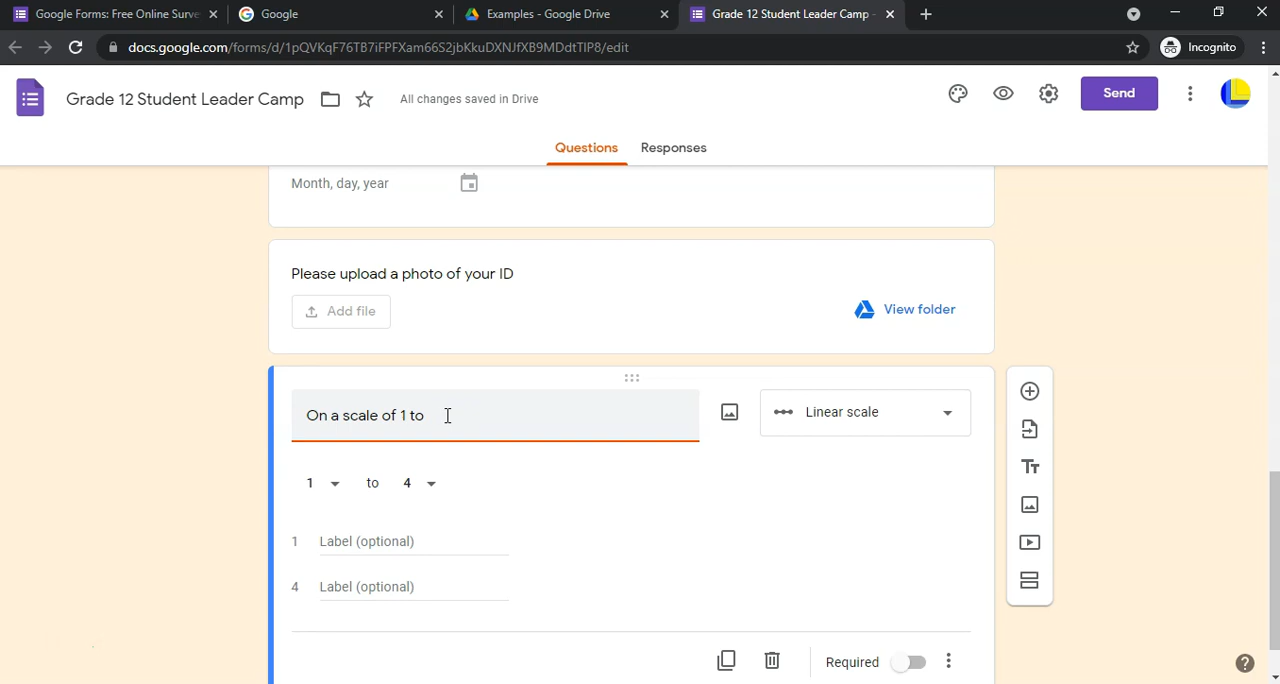 Google Forms: Free Online Surve
Google
Examples - Google Drive
Grade 12 Student Leader Camp -
docs.google.com/forms/d/1pQVKqF76TB7iFPFXam66S2jbKkuDXNJfXB9MDdtTlP8/edit
Incognito
Grade 12 Student Leader Camp
All changes saved in Drive
Send
Questions
Responses
Month, day, year
Please upload a photo of your ID
Add file
View folder
On a scale of 1 to
Linear scale
1 to 4
1 Label (optional)
4 Label (optional)
Required